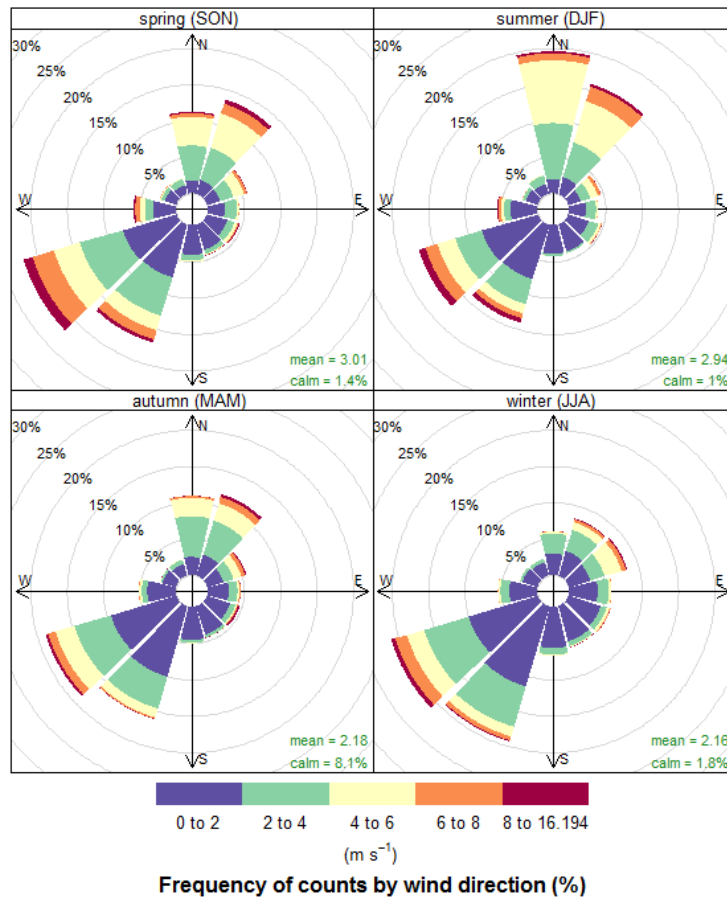 spring (SON)
30%
25%
20%
15%
10%
5%
N
W
E
S
mean = 3.01
calm = 1.4%
summer (DJF)
30%
25%
20%
15%
10%
5%
N
W
E
S
mean = 2.94
calm = 1%
autumn (MAM)
30%
25%
20%
15%
10%
5%
N
W
E
S
mean = 2.18
calm = 8.1%
winter (JJA)
30%
25%
20%
15%
10%
5%
N
W
E
S
mean = 2.16
calm = 1.8%
0 to 2 2 to 4 4 to 6 6 to 8 8 to 16.194
(m s⁻¹)
Frequency of counts by wind direction (%)